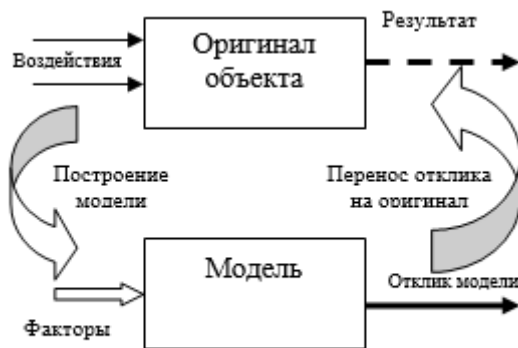 Результат
Оригинал
объекта
Воздействия
Построение
модели
Перенос отклика
на оригинал
Модель
Отклик модели
Факторы